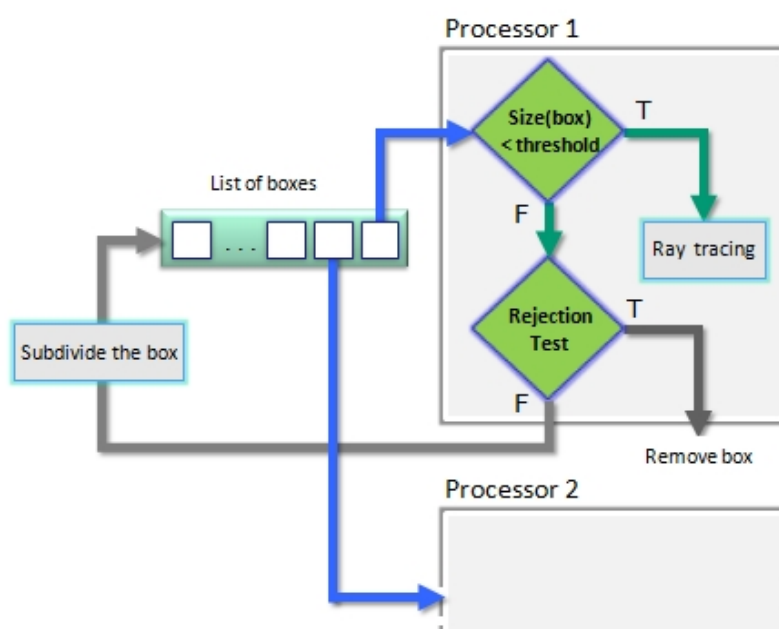 Processor 1
Size(box)
< threshold
T
List of boxes
F
. . .
Ray tracing
Rejection
Test
T
Subdivide the box
F
Remove box
Processor 2